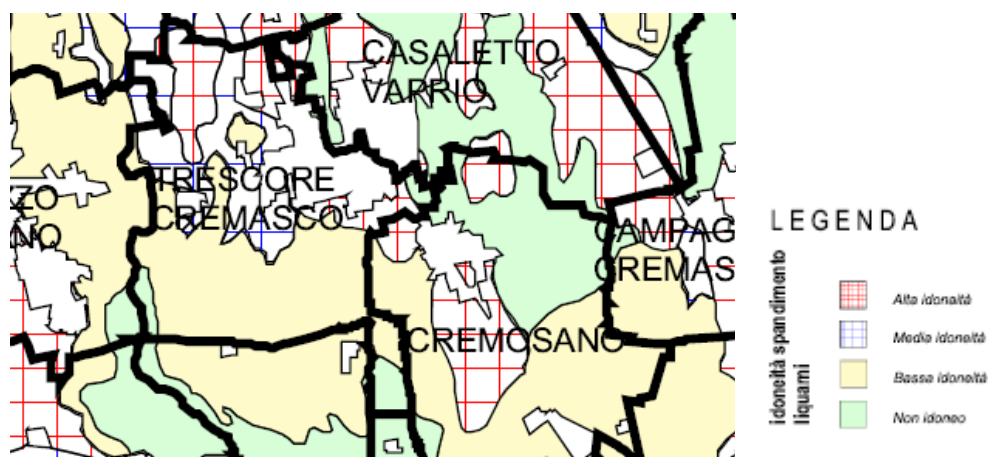 CASALETTO
VAPRIO
TRESCORE
CREMASCO
ZO
NO
CAMPAG
CREMAS
CREMOSANO
LEGENDA
idoneità spandimento
liquami
Alta idoneità
Media idoneità
Bassa idoneità
Non idoneo